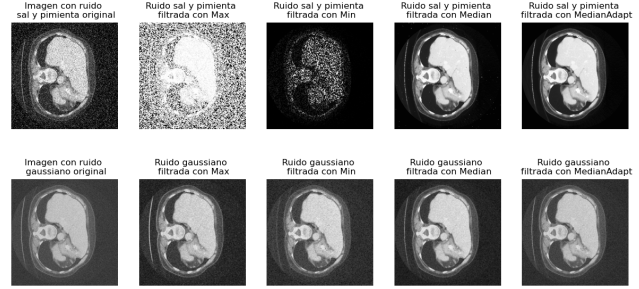 Imagen con ruido
sal y pimienta original
Ruido sal y pimienta
filtrada con Max
Ruido sal y pimienta
filtrada con Min
Ruido sal y pimienta
filtrada con Median
Ruido sal y pimienta
filtrada con MedianAdapt
Imagen con ruido
gaussiano original
Ruido gaussiano
filtrada con Max
Ruido gaussiano
filtrada con Min
Ruido gaussiano
filtrada con Median
Ruido gaussiano
filtrada con MedianAdapt